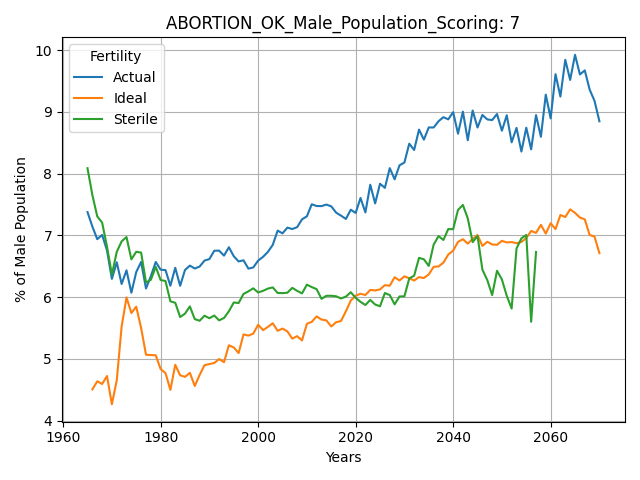 ABORTION_OK_Male_Population_Scoring: 7
Fertility
Actual
Ideal
Sterile
% of Male Population
10
9
8
7
6
5
4
1960
1980
2000
2020
2040
2060
Years